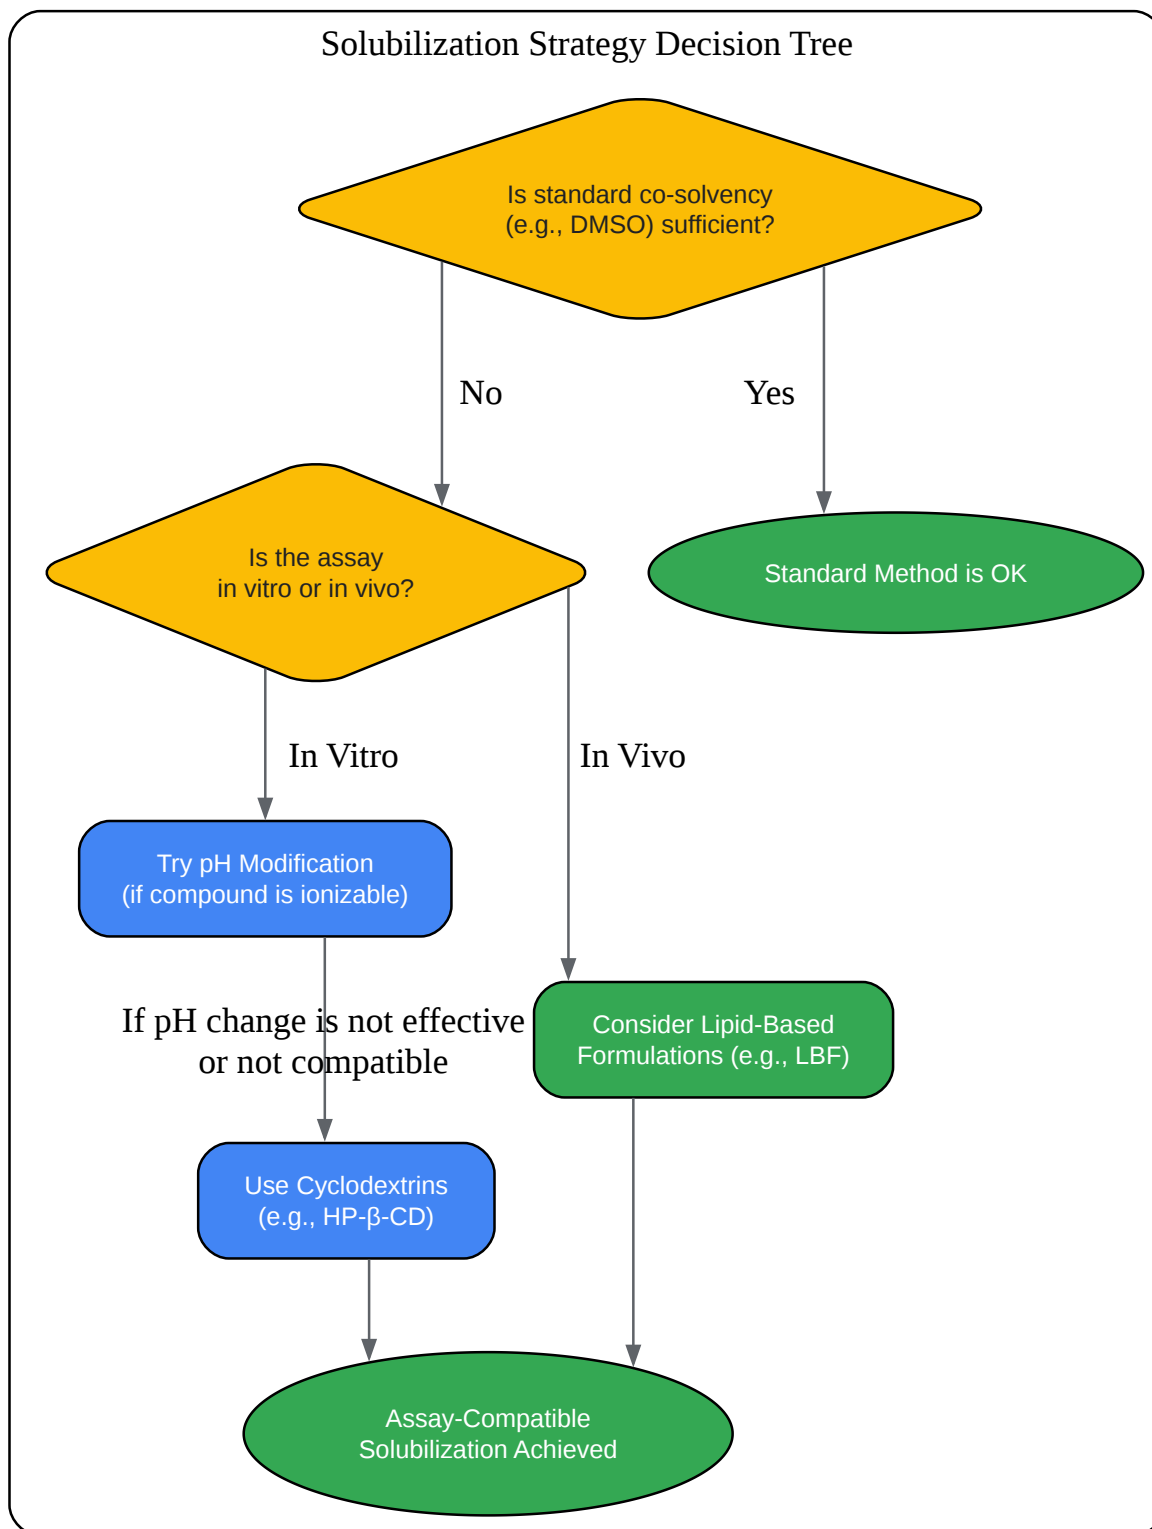 Solubilization Strategy Decision Tree
Is standard co-solvency
(e.g., DMSO) sufficient?
No
Yes
Is the assay
in vitro or in vivo?
Standard Method is OK
In Vitro
In Vivo
Try pH Modification
(if compound is ionizable)
If pH change is not effective
or not compatible
Consider Lipid-Based
Formulations (e.g., LBF)
Use Cyclodextrins
(e.g., HP-β-CD)
Assay-Compatible
Solubilization Achieved